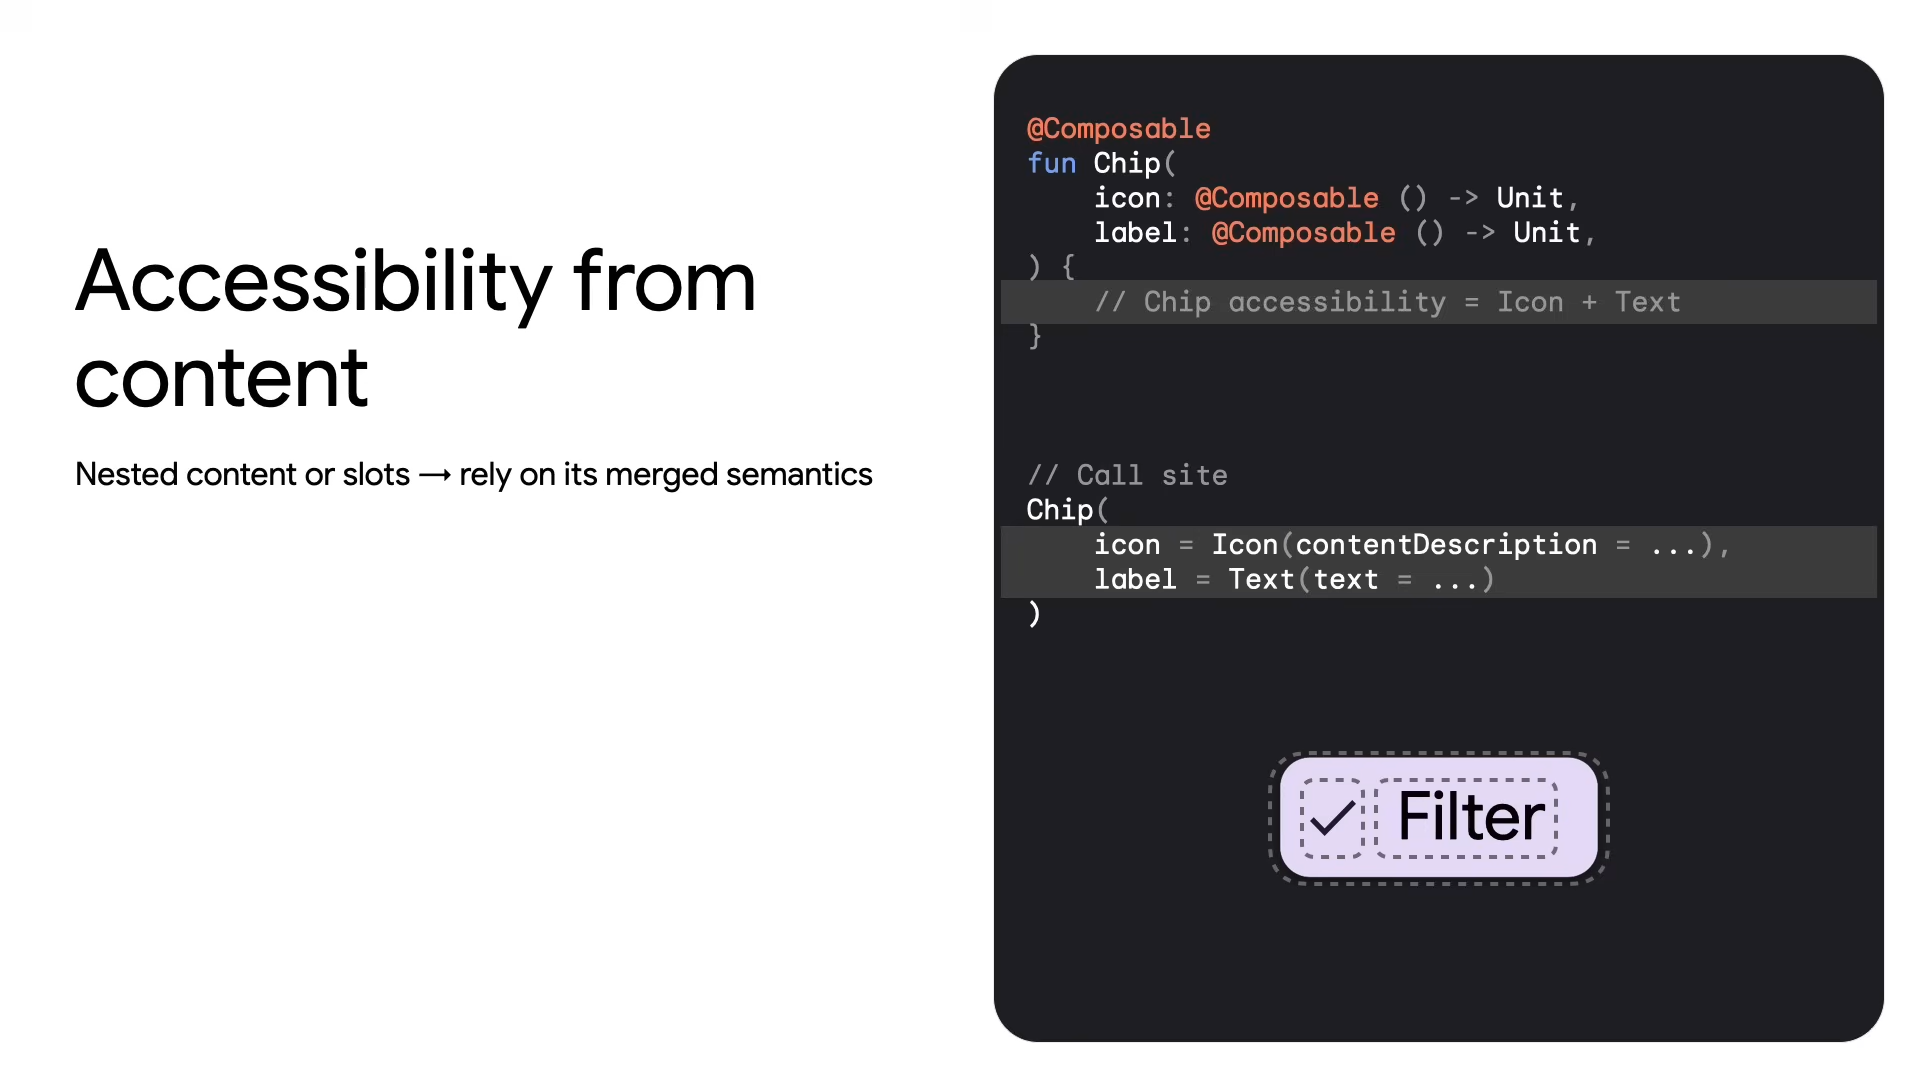 Accessibility from
content
Nested content or slots → rely on its merged semantics
@Composable
fun Chip(
    icon: @Composable () -> Unit,
    label: @Composable () -> Unit,
) {
    // Chip accessibility = Icon + Text
}
// Call site
Chip(
    icon = Icon(contentDescription = ...),
    label = Text(text = ...)
)
Filter